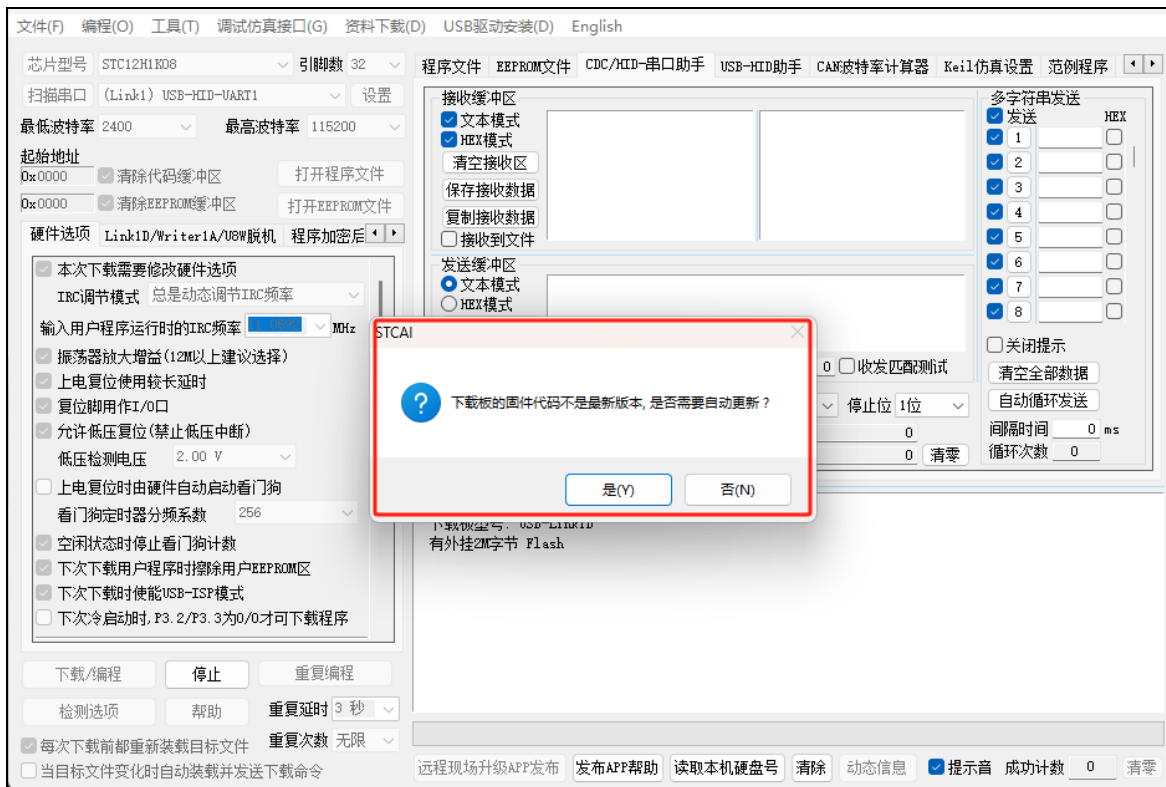 文件(F) 编程(O) 工具(T) 调试仿真接口(G) 资料下载(D) USB驱动安装(D) English
芯片型号 STC12H1K08 引脚数 32
扫描串口 (Link1) USB-HID-UART1 设置
最低波特率 2400 最高波特率 115200
起始地址
0x0000 清除代码缓冲区 打开程序文件
0x0000 清除EEPROM缓冲区 打开EEPROM文件
硬件选项 Link1D/Writer1A/U8W脱机 程序加密后
本次下载需要修改硬件选项
IRC调节模式 总是动态调节IRC频率
输入用户程序运行时的IRC频率 MHz
振荡器放大增益(12M以上建议选择)
上电复位使用较长延时
复位脚用作I/O口
允许低压复位(禁止低压中断)
低压检测电压 2.00 V
上电复位时由硬件自动启动看门狗
看门狗定时器分频系数 256
空闲状态时停止看门狗计数
下次下载用户程序时擦除用户EEPROM区
下次下载时使能USB-ISP模式
下次冷启动时,P3.2/P3.3为0/0才可下载程序
下载/编程 停止 重复编程
检测选项 帮助 重复延时 3 秒
每次下载前都重新装载目标文件 重复次数 无限
当目标文件变化时自动装载并发送下载命令
程序文件 EEPROM文件 CDC/HID-串口助手 USB-HID助手 CAN波特率计算器 Keil仿真设置 范例程序
接收缓冲区
文本模式
HEX模式
清空接收区
保存接收数据
复制接收数据
接收到文件
发送缓冲区
文本模式
HEX模式
多字符串发送
发送 HEX
1
2
3
4
5
6
7
8
关闭提示
清空全部数据
自动循环发送
间隔时间 0 ms
循环次数 0
0 收发匹配测试
停止位 1位
0
0 清零
STCAI
下载板的固件代码不是最新版本, 是否需要自动更新 ?
是(Y) 否(N)
下载板型号: USB-Link1D
有外挂2M字节 Flash
远程现场升级APP发布 发布APP帮助 读取本机硬盘号 清除 动态信息 提示音 成功计数 0 清零